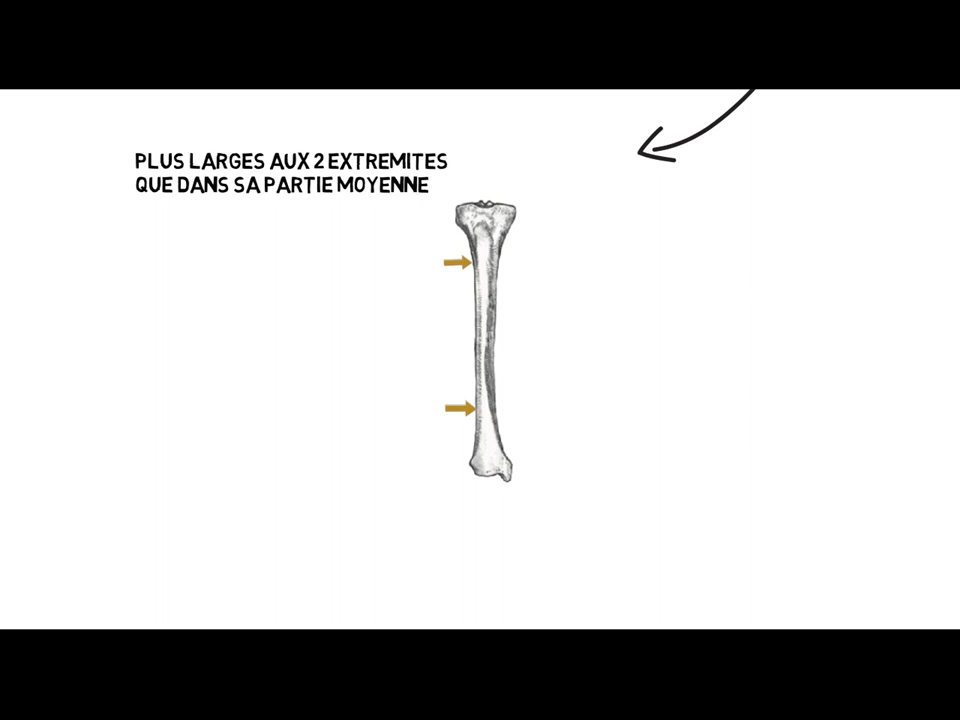 PLUS LARGES AUX 2 EXTREMITES
QUE DANS SA PARTIE MOYENNE